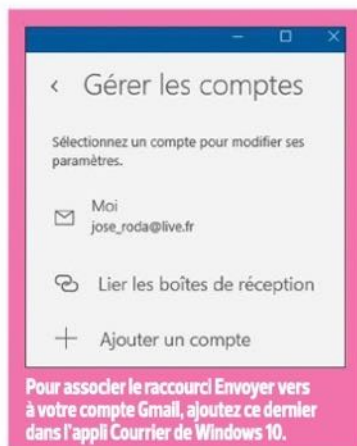 Gérer les comptes
Sélectionnez un compte pour modifier ses
paramètres.
Moi
jose_roda@live.fr
Lier les boîtes de réception
Ajouter un compte
Pour associer le raccourci Envoyer vers
à votre compte Gmail, ajoutez ce dernier
dans l'appli Courrier de Windows 10.